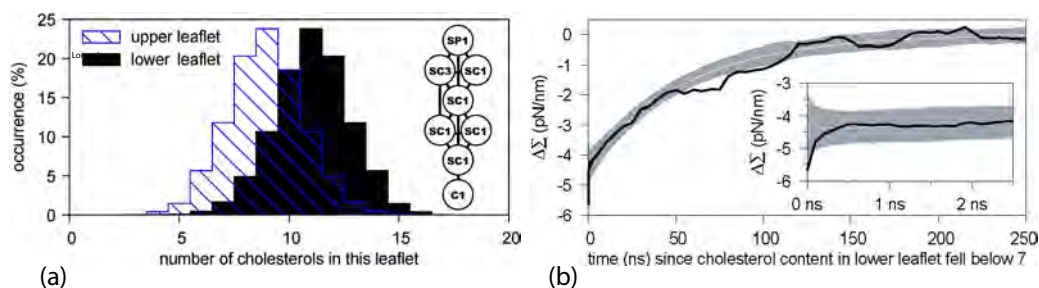 25
20
15
10
5
0
occurrence (%)
upper leaflet
lower leaflet
SP1
SC3 SC1
SC1
SC1 SC1
SC1
C1
0 5 10 15 20
number of cholesterols in this leaflet
(a)
0
-1
-2
-3
-4
-5
-6
ΔΣ (pN/nm)
-3
-4
-5
-6
ΔΣ (pN/nm)
0 ns 1 ns 2 ns
0 50 100 150 200 250
time (ns) since cholesterol content in lower leaflet fell below 7
(b)